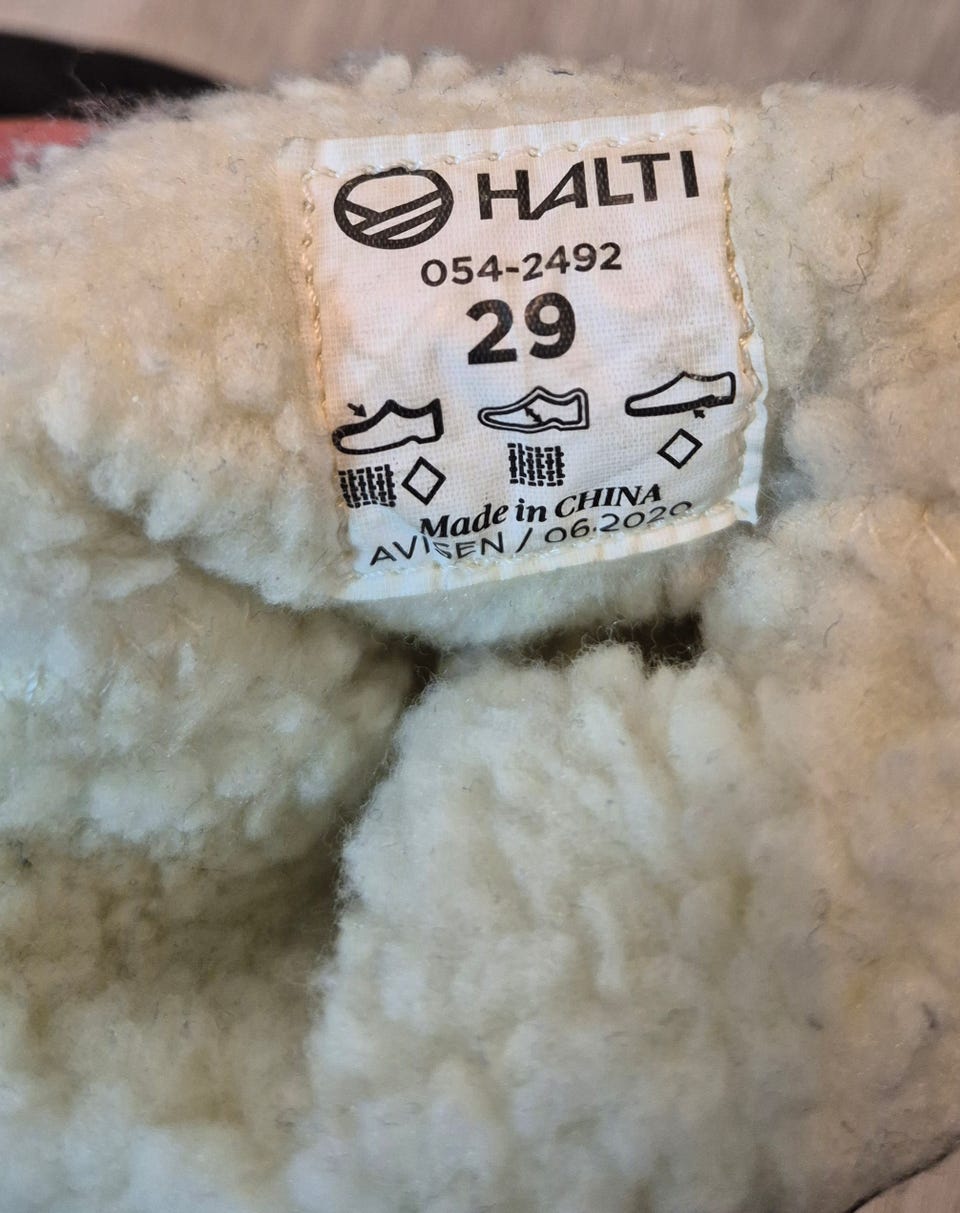 HALTI
054-2492
29
Made in CHINA
AVISEN / 06.2020